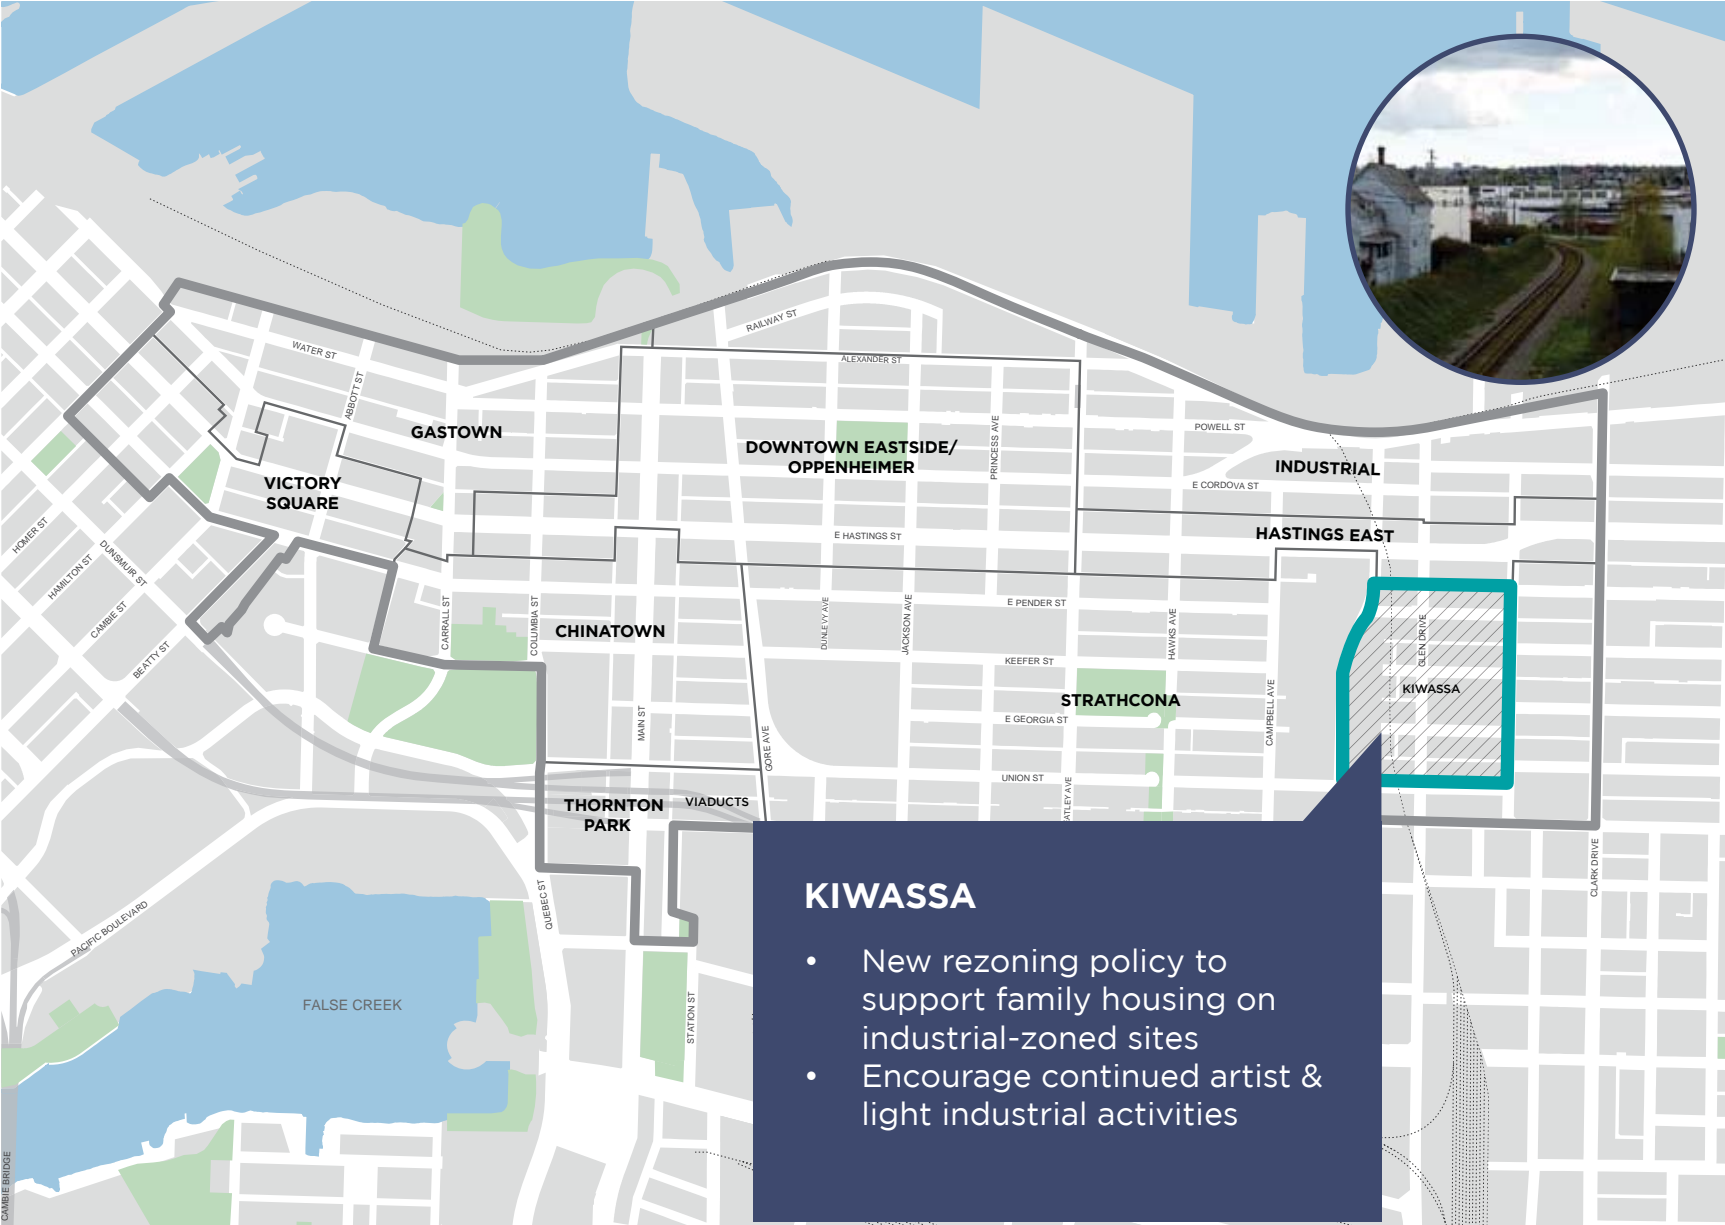 WATER ST
ABBOTT ST
RAILWAY ST
ALEXANDER ST
GASTOWN
DOWNTOWN EASTSIDE/
OPPENHEIMER
PRINCESS AVE
POWELL ST
INDUSTRIAL
E CORDOVA ST
VICTORY
SQUARE
HASTINGS EAST
E HASTINGS ST
HOMER ST
HAMILTON ST
DUNSMUIR ST
CAMBIE ST
BEATTY ST
CARRALL ST
COLUMBIA ST
CHINATOWN
DUNLEVY AVE
JACKSON AVE
E PENDER ST
HAWKS AVE
KEEFER ST
GLEN DRIVE
KIWASSA
STRATHCONA
E GEORGIA ST
CAMPBELL AVE
MAIN ST
GORE AVE
UNION ST
ATLEY AVE
THORNTON
PARK
VIADUCTS
CLARK DRIVE
QUEBEC ST
PACIFIC BOULEVARD
FALSE CREEK
STATION ST
CAMBIE BRIDGE
KIWASSA
• New rezoning policy to
support family housing on
industrial-zoned sites
• Encourage continued artist &
light industrial activities